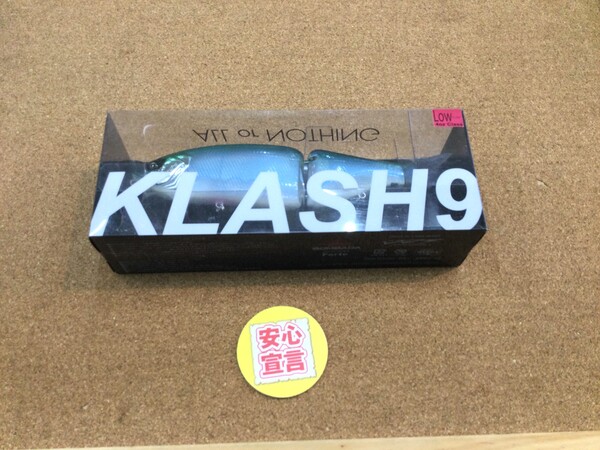 LOW
ALL or NOTHING
KLASH9
安心
宣言